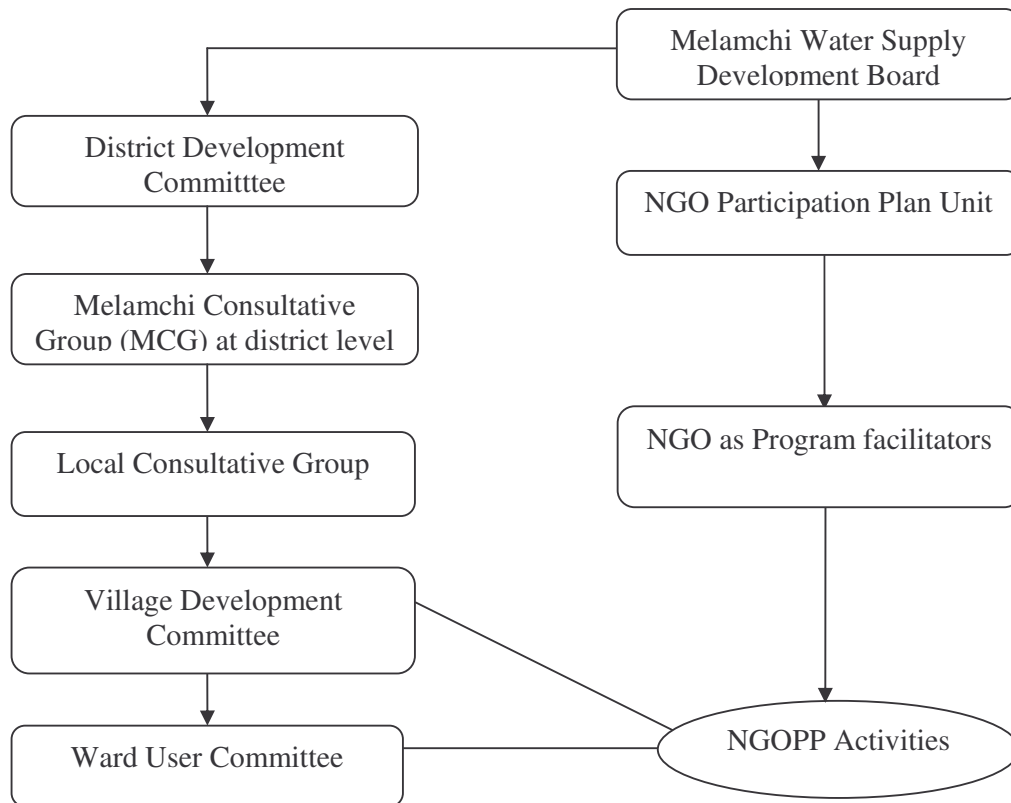 Melamchi Water Supply
Development Board
District Development
Committtee
NGO Participation Plan Unit
Melamchi Consultative
Group (MCG) at district level
NGO as Program facilitators
Local Consultative Group
Village Development
Committee
Ward User Committee
NGOPP Activities